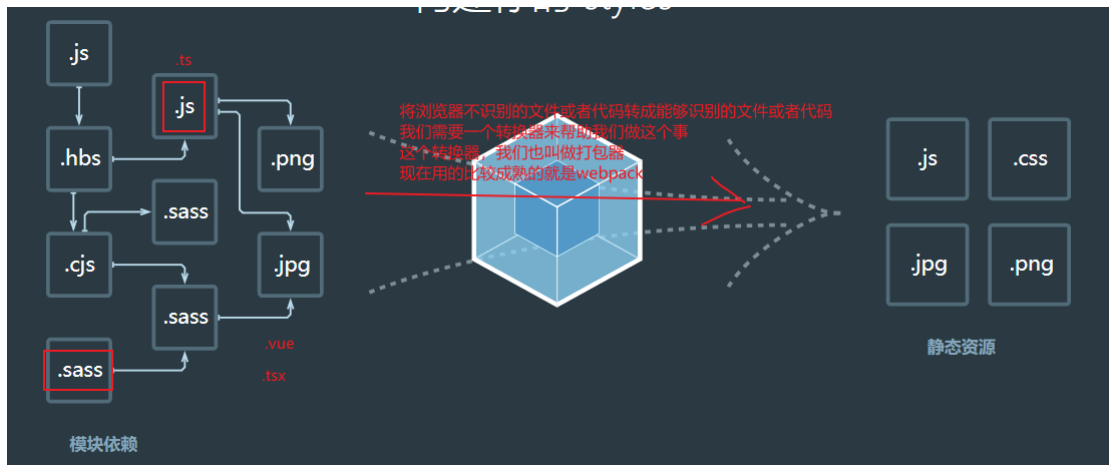 styles
.js
.ts
.js
将浏览器不识别的文件或者代码转成能够识别的文件或者代码
我们需要一个转换器来帮助我们做这个事
这个转换器，我们也叫做打包器
现在用的比较成熟的就是webpack
.hbs
.png
.js
.css
.sass
.cjs
.jpg
.jpg
.png
.sass
.vue
静态资源
.sass
.tsx
模块依赖